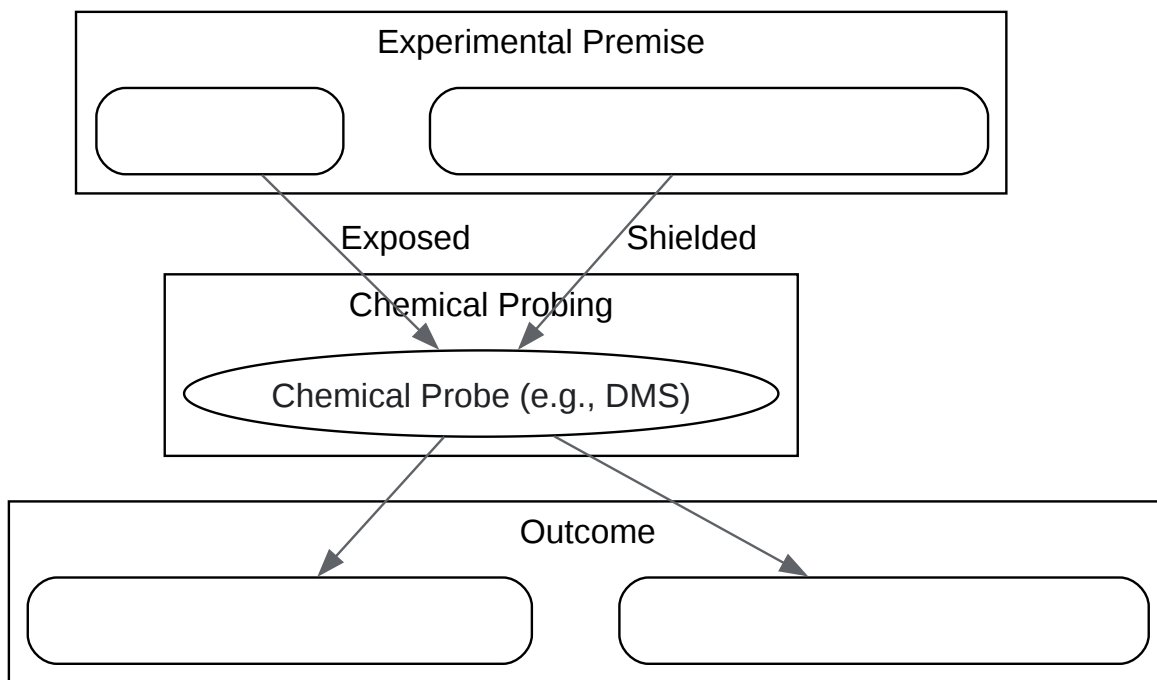 Experimental Premise
Exposed
Shielded
Chemical Probing
Chemical Probe (e.g., DMS)
Outcome